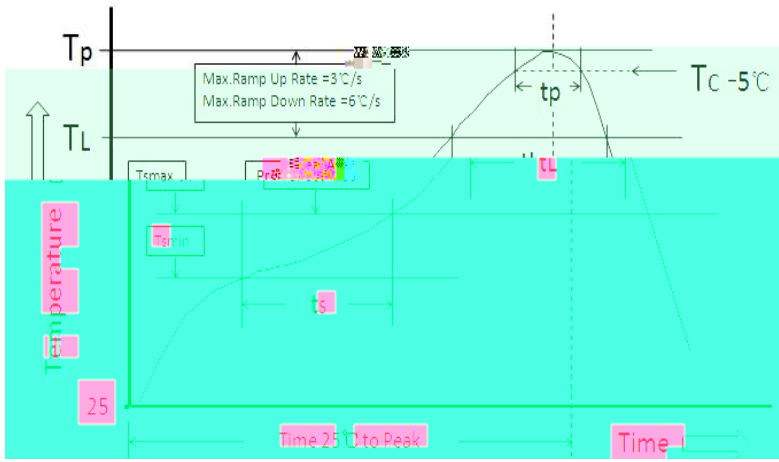 Tp
Max.Ramp Up Rate =3℃/s
Max.Ramp Down Rate =6℃/s
tp
TC -5℃
TL
tL
Tsmax
Tsmin
Temperature
ts
25
Time 25℃ to Peak
Time